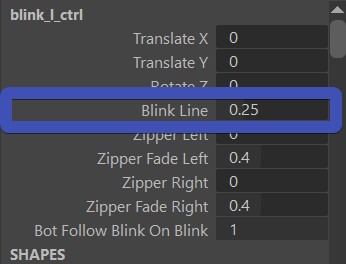 blink_l_ctrl
Translate X 0
Translate Y 0
Rotate Z 0
Blink Line 0.25
Zipper Left 0
Zipper Fade Left 0.4
Zipper Right 0
Zipper Fade Right 0.4
Bot Follow Blink On Blink 1
SHAPES